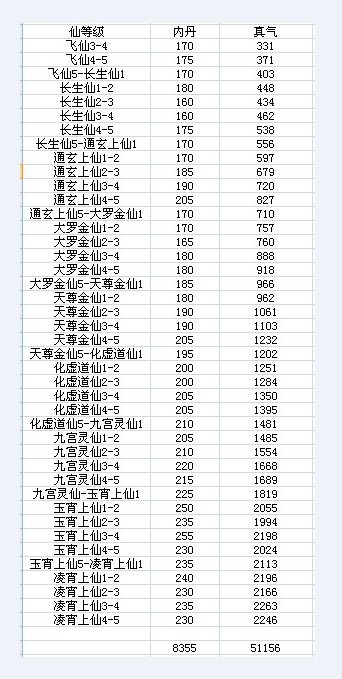 仙等级 内丹 真气
飞仙3-4 170 331
飞仙4-5 175 371
飞仙5-长生仙1 170 403
长生仙1-2 180 448
长生仙2-3 160 434
长生仙3-4 160 462
长生仙4-5 175 538
长生仙5-通玄上仙1 170 556
通玄上仙1-2 170 597
通玄上仙2-3 185 679
通玄上仙3-4 190 720
通玄上仙4-5 205 827
通玄上仙5-大罗金仙1 170 710
大罗金仙1-2 170 757
大罗金仙2-3 165 760
大罗金仙3-4 180 888
大罗金仙4-5 180 918
大罗金仙5-天尊金仙1 185 966
天尊金仙1-2 180 962
天尊金仙2-3 190 1061
天尊金仙3-4 190 1103
天尊金仙4-5 205 1232
天尊金仙5-化虚道仙1 195 1202
化虚道仙1-2 200 1251
化虚道仙2-3 200 1284
化虚道仙3-4 205 1350
化虚道仙4-5 205 1395
化虚道仙5-九宫灵仙1 210 1481
九宫灵仙1-2 205 1485
九宫灵仙2-3 210 1554
九宫灵仙3-4 220 1668
九宫灵仙4-5 215 1689
九宫灵仙-玉宵上仙1 225 1819
玉宵上仙1-2 250 2055
玉宵上仙2-3 235 1994
玉宵上仙3-4 255 2198
玉宵上仙4-5 230 2024
玉宵上仙5-凌宵上仙1 235 2113
凌宵上仙1-2 240 2196
凌宵上仙2-3 230 2166
凌宵上仙3-4 235 2263
凌宵上仙4-5 230 2246
8355 51156